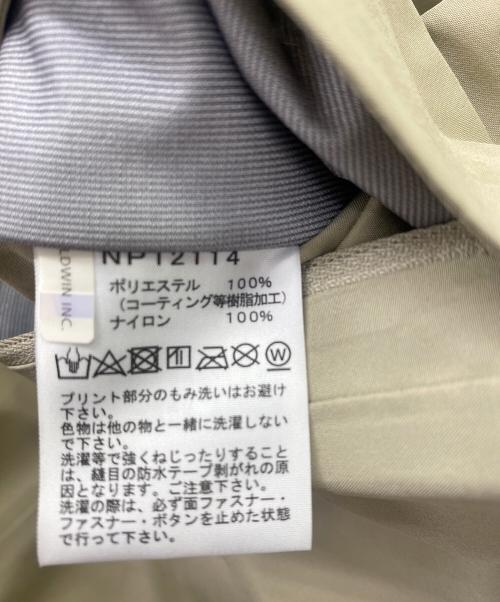 NP12114
LDWIN INC.
ポリエステル 100%
（コーティング等樹脂加工）
ナイロン 100%
W
プリント部分のもみ洗いはお避け
下さい。
色物は他の物と一緒に洗濯しない
で下さい。
洗濯等で強くねじったりすること
は、縫目の防水テープ剝がれの原
因となります。ご注意下さい。
洗濯の際は、必ず面ファスナー・
ファスナー・ボタンを止めた状態
で行って下さい。